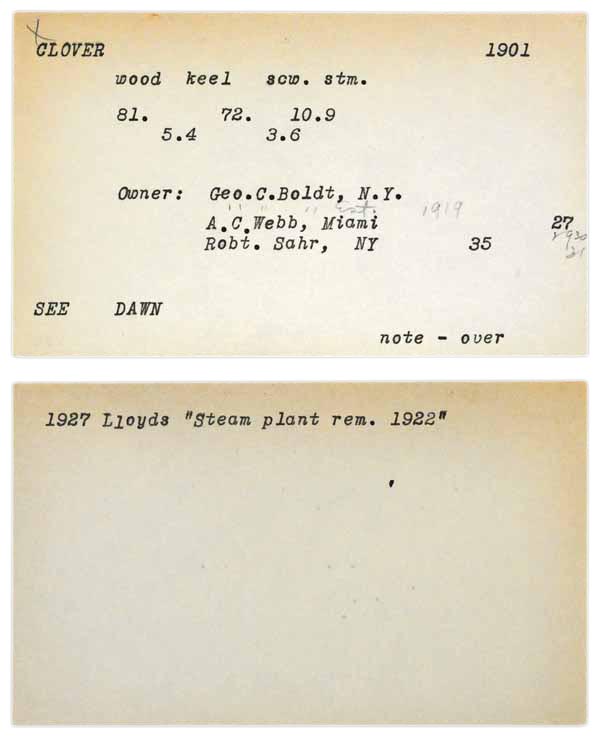 CLOVER 1901
wood keel scw. stm.
81. 72. 10.9
5.4 3.6
Owner: Geo.C.Boldt, N.Y.
" " " Est. 1919
A.C.Webb, Miami 27
Robt. Sahr, NY 35
SEE DAWN
note - over
1927 Lloyds "Steam plant rem. 1922"